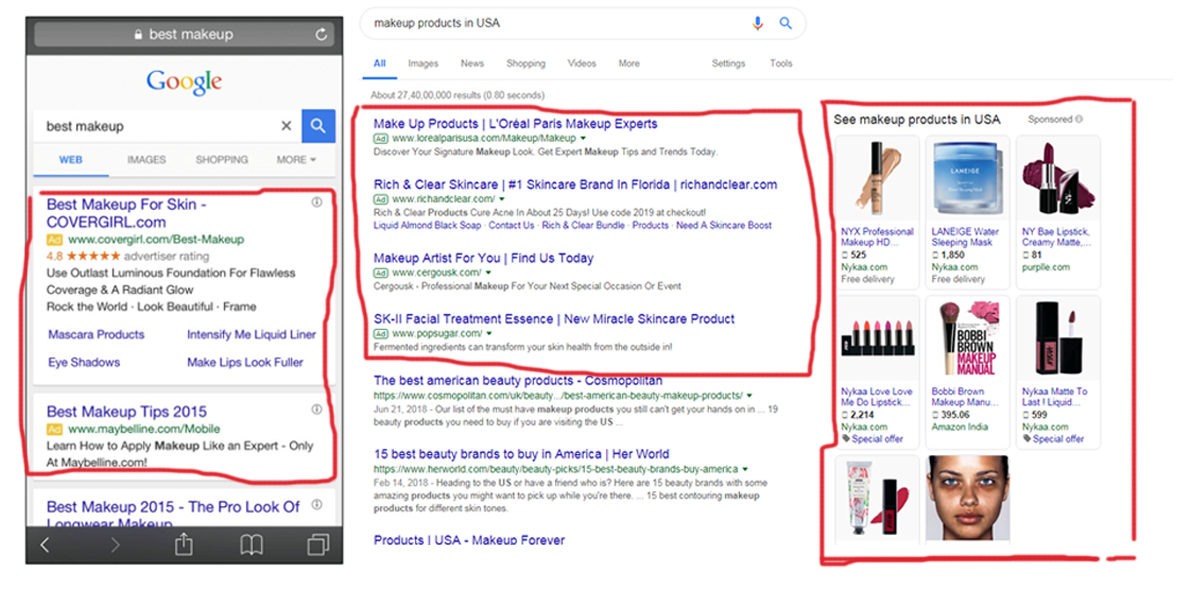 best makeup
Google
best makeup
WEB IMAGES SHOPPING MORE
Best Makeup For Skin -
COVERGIRL.com
Ad www.covergirl.com/Best-Makeup
4.8 ★★★★★ advertiser rating
Use Outlast Luminous Foundation For Flawless
Coverage & A Radiant Glow
Rock the World · Look Beautiful · Frame
Mascara Products Intensify Me Liquid Liner
Eye Shadows Make Lips Look Fuller
Best Makeup Tips 2015
Ad www.maybelline.com/Mobile
Learn How to Apply Makeup Like an Expert - Only
At Maybelline.com!
Best Makeup 2015 - The Pro Look Of
Longwear Makeup
makeup products in USA
All Images News Shopping Videos More Settings Tools
About 27,40,00,000 results (0.80 seconds)
Make Up Products | L'Oréal Paris Makeup Experts
Ad www.lorealparisusa.com/Makeup/Makeup
Discover Your Signature Makeup Look. Get Expert Makeup Tips and Trends Today.
Rich & Clear Skincare | #1 Skincare Brand In Florida | richandclear.com
Ad www.richandclear.com/
Rich & Clear Products Cure Acne In About 25 Days! Use code 2019 at checkout!
Liquid Almond Black Soap · Contact Us · Rich & Clear Bundle · Products · Need A Skincare Boost
Makeup Artist For You | Find Us Today
Ad www.cergousk.com/
Cergousk - Professional Makeup For Your Next Special Occasion Or Event
SK-II Facial Treatment Essence | New Miracle Skincare Product
Ad www.popsugar.com/
Fermented ingredients can transform your skin health from the outside in!
The best american beauty products - Cosmopolitan
https://www.cosmopolitan.com/uk/beauty.../best-american-beauty-makeup-products/
Jun 21, 2018 - Our list of the must have makeup products you still can't get your hands on in ... 19
beauty products you need to buy if you are visiting the US ...
15 best beauty brands to buy in America | Her World
https://www.herworld.com/beauty/beauty-picks/15-best-beauty-brands-buy-america
Feb 14, 2018 - Heading to the US or have a friend who is? Here are 15 beauty brands with some
amazing products you might want to pick up while you're there. ... 15 best contouring makeup
products for different skin tones.
Products | USA - Makeup Forever
See makeup products in USA Sponsored
LANEIGE
NYX Professional
Makeup HD...
525
Nykaa.com
Free delivery
LANEIGE Water
Sleeping Mask
1,850
Nykaa.com
Free delivery
NY Bae Lipstick,
Creamy Matte,...
81
purplle.com
BOBBI
BROWN
MAKEUP
MANUAL
Nykaa Love Love
Me Do Lipstick...
2,214
Nykaa.com
Special offer
Bobbi Brown
Makeup Manu...
395.06
Amazon India
Nykaa Matte To
Last ! Liquid...
599
Nykaa.com
Special offer